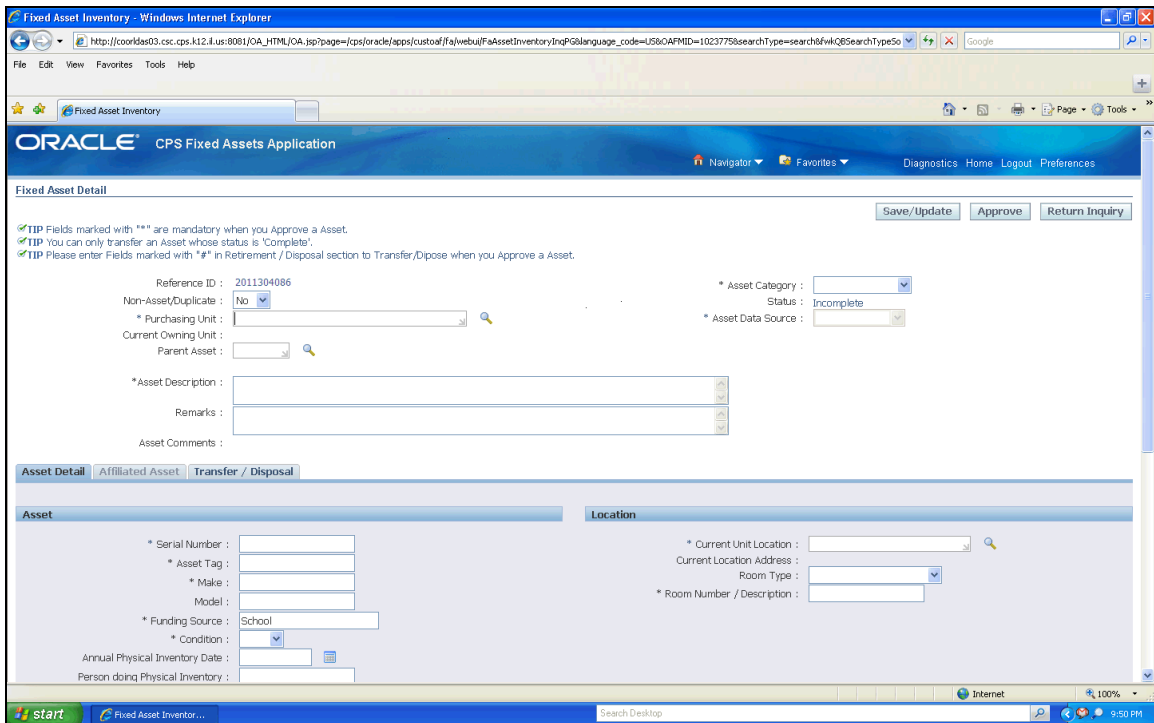 Fixed Asset Inventory - Windows Internet Explorer
http://coorldas03.csc.cps.k12.il.us:8081/OA_HTML/OA.jsp?page=/cps/oracle/apps/custoaf/fa/webui/FaAssetInventoryInqPG&language_code=US&OAFMID=1023775&searchType=search&fwkQBSearchTypeSo
Google
File Edit View Favorites Tools Help
Fixed Asset Inventory
Page Tools
ORACLE CPS Fixed Assets Application
Navigator Favorites Diagnostics Home Logout Preferences
Fixed Asset Detail
Save/Update Approve Return Inquiry
TIP Fields marked with "*" are mandatory when you Approve a Asset.
TIP You can only transfer an Asset whose status is 'Complete'.
TIP Please enter Fields marked with "#" in Retirement / Disposal section to Transfer/Dipose when you Approve a Asset.
Reference ID : 2011304086
* Asset Category :
Non-Asset/Duplicate : No
Status : Incomplete
* Purchasing Unit :
* Asset Data Source :
Current Owning Unit :
Parent Asset :
*Asset Description :
Remarks :
Asset Comments :
Asset Detail Affiliated Asset Transfer / Disposal
Asset
Location
* Serial Number :
* Current Unit Location :
* Asset Tag :
Current Location Address :
* Make :
Room Type :
Model :
* Room Number / Description :
* Funding Source : School
* Condition :
Annual Physical Inventory Date :
Person doing Physical Inventory :
Internet 100%
start Fixed Asset Inventor... Search Desktop 9:50 PM